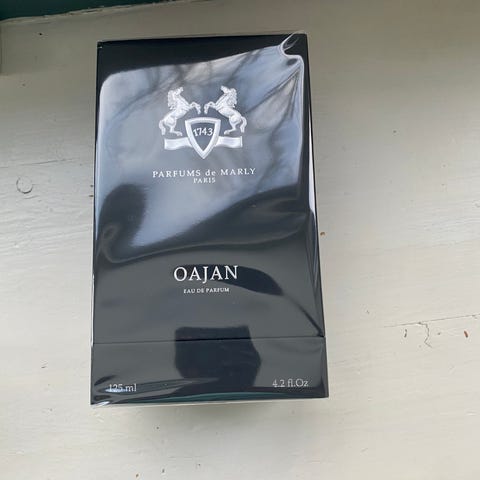 1743
PARFUMS de MARLY
PARIS
OAJAN
EAU DE PARFUM
125 ml 4.2 fl.Oz